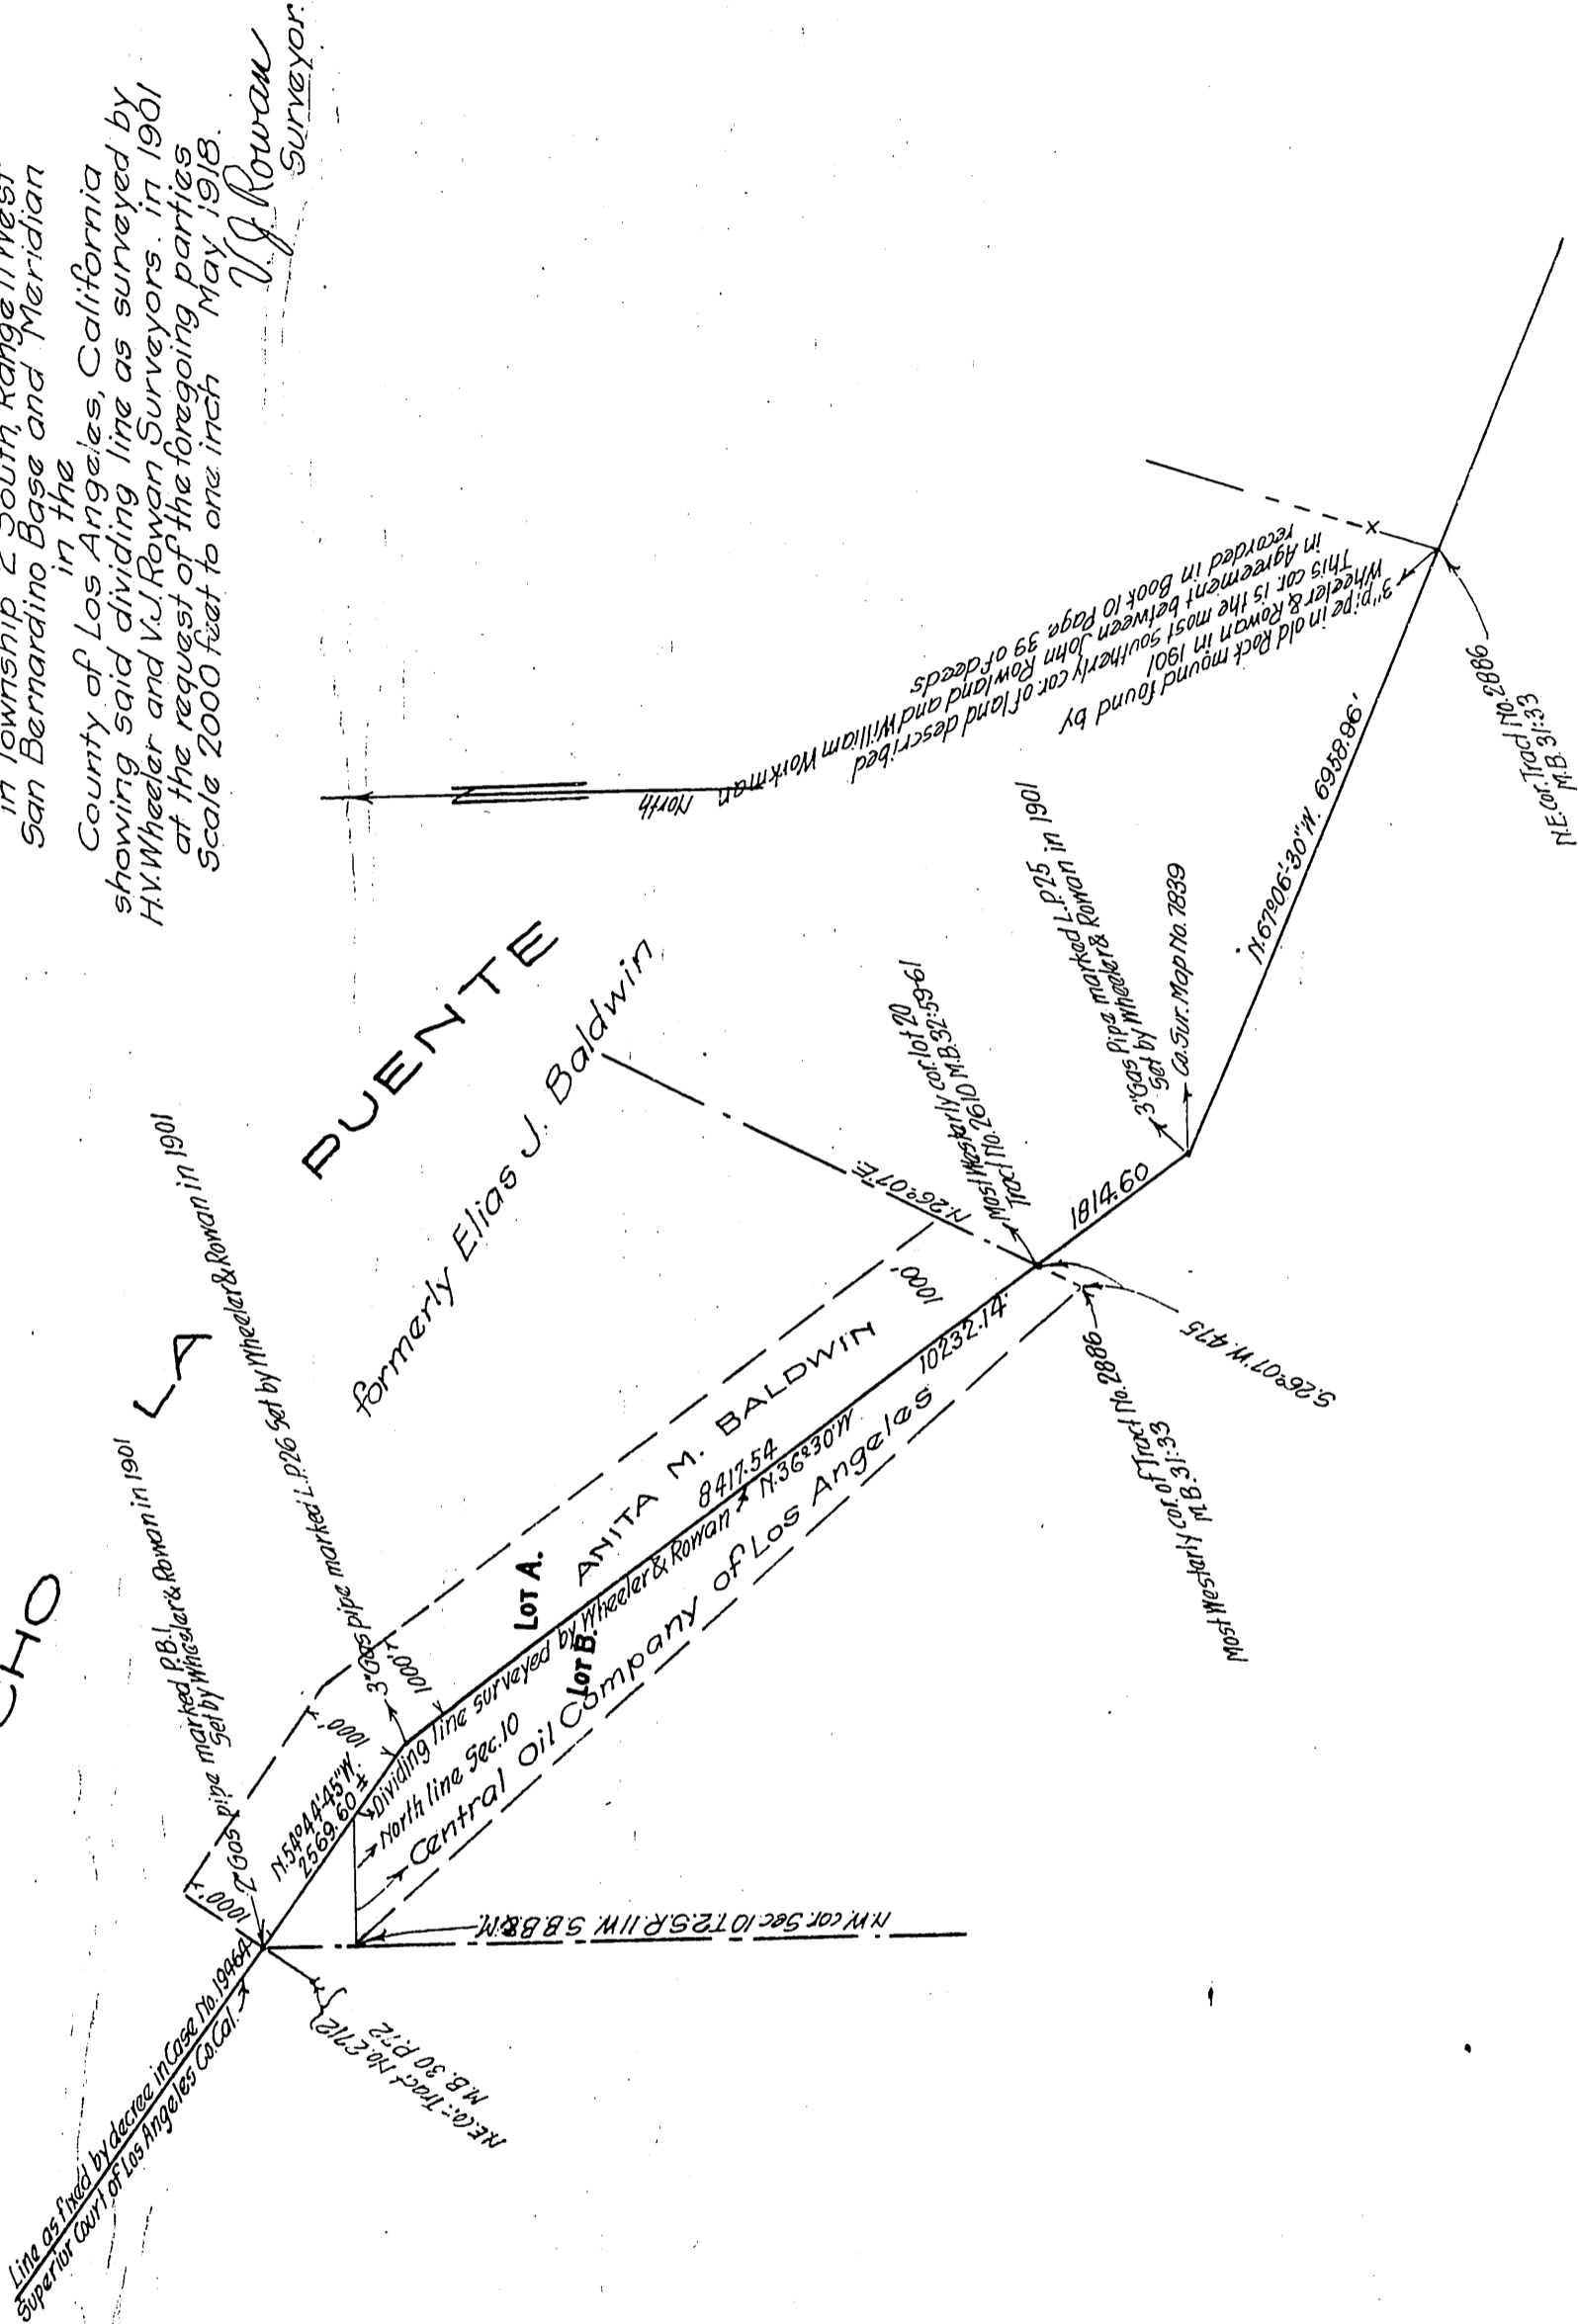 in Township 2 South, Range 11 West
San Bernardino Base and Meridian
in the
County of Los Angeles, California
showing said dividing line as surveyed by
H.V. Wheeler and V.J. Rowan Surveyors in 1901
at the request of the foregoing parties
Scale 2000 feet to one inch May 1918.
V.J. Rowan
Surveyor.
CHO
LA
PUENTE
formerly Elias J. Baldwin
North
Line as fixed by decree in Case No. 19464
Superior Court of Los Angeles Co. Cal.
2" Gas pipe marked P.B.1
Set by Wheeler & Rowan in 1901
3" Gas pipe marked L.P.26 Set by Wheeler & Rowan in 1901
1000'
1000'
1000'
1000'
N.54°44'45"W.
2569.60 ±
N.E. Cor. Tract No. 2712
M.B. 30 P.72
N.W. cor. Sec. 10 T.2.S. R.11W. S.B.B.&M.
Dividing line surveyed by Wheeler & Rowan
North line Sec. 10
LOT A.
ANITA M. BALDWIN
8417.54
N.36°30'W.
10232.14
LOT B.
Central Oil Company of Los Angeles
1000'
N.26°07'E.
Most Westerly cor. lot 20
Tract No. 2610 M.B. 32:59-61
1814.60
3" Gas Pipe marked L.P.25 in 1901
Set by Wheeler & Rowan
Co. Sur. Map No. 7839
S.26°07'W. 475
Most Westerly cor. of Tract No. 2886
M.B. 31:33
N.67°06'30"W. 6958.96'
3" pipe in old Rock mound found by
Wheeler & Rowan in 1901
This cor. is the most southerly cor. of land described
in Agreement between John Rowland and William Workman
recorded in Book 10 Page. 39 of deeds
N.E. cor. Tract No. 2886
M.B. 31:33